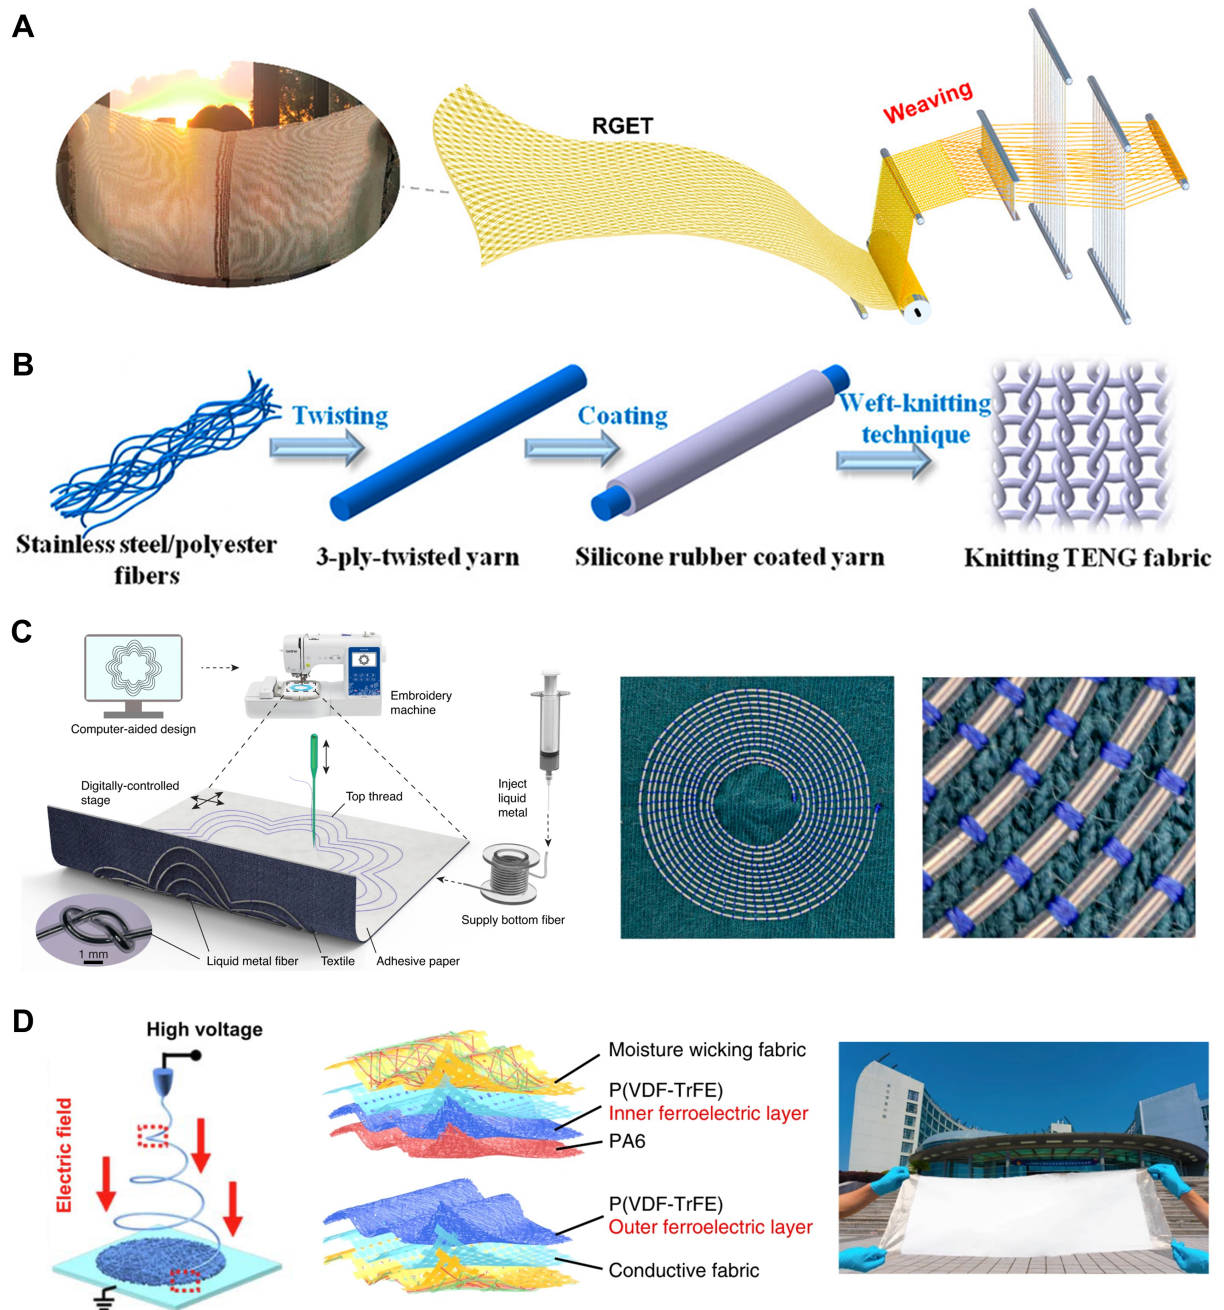 A
RGET
Weaving
B
Twisting
Coating
Weft-knitting
technique
Stainless steel/polyester
fibers
3-ply-twisted yarn
Silicone rubber coated yarn
Knitting TENG fabric
C
Computer-aided design
Embroidery
machine
Digitally-controlled
stage
Top thread
Inject
liquid
metal
Supply bottom fiber
1 mm
Liquid metal fiber
Textile
Adhesive paper
D
High voltage
Electric field
Moisture wicking fabric
P(VDF-TrFE)
Inner ferroelectric layer
PA6
P(VDF-TrFE)
Outer ferroelectric layer
Conductive fabric